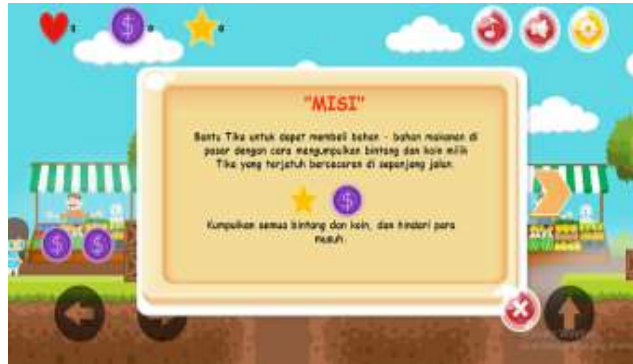 "MISI"
Bantu Tika untuk dapat membeli bahan - bahan makanan di
pasar dengan cara mengumpulkan bintang dan koin milik
Tika yang terjatuh berceceran di sepanjang jalan.
Kumpulkan semua bintang dan koin, dan hindari para
musuh.